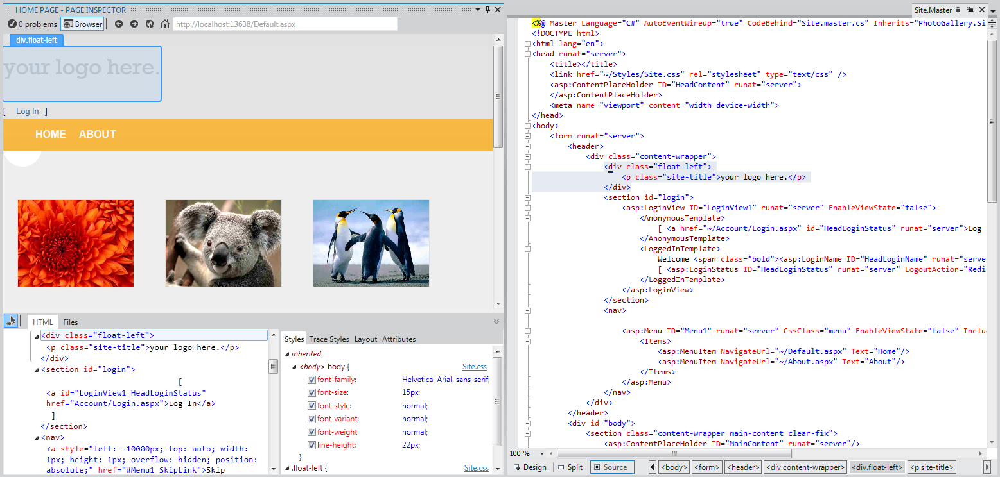 HOME PAGE - PAGE INSPECTOR
0 problems Browser http://localhost:13638/Default.aspx
div.float-left
your logo here.
[ Log In ]
HOME ABOUT
HTML Files
<div class="float-left">
<p class="site-title">your logo here.</p>
</div>
<section id="login">
[
<a id="LoginView1_HeadLoginStatus"
href="Account/Login.aspx">Log In</a>
]
</section>
<nav>
<a style="left: -10000px; top: auto; width:
1px; height: 1px; overflow: hidden; position:
absolute;" href="#Menu1_SkipLink">Skip
Styles Trace Styles Layout Attributes
inherited
<body> body { Site.css
font-family: Helvetica, Arial, sans-serif;
font-size: 15px;
font-style: normal;
font-variant: normal;
font-weight: normal;
line-height: 22px;
}
.float-left { Site.css
Site.Master
<%@ Master Language="C#" AutoEventWireup="true" CodeBehind="Site.master.cs" Inherits="PhotoGallery.Si
<!DOCTYPE html>
<html lang="en">
<head runat="server">
<title></title>
<link href="~/Styles/Site.css" rel="stylesheet" type="text/css" />
<asp:ContentPlaceHolder ID="HeadContent" runat="server">
</asp:ContentPlaceHolder>
<meta name="viewport" content="width=device-width">
</head>
<body>
<form runat="server">
<header>
<div class="content-wrapper">
<div class="float-left">
<p class="site-title">your logo here.</p>
</div>
<section id="login">
<asp:LoginView ID="LoginView1" runat="server" EnableViewState="false">
<AnonymousTemplate>
[ <a href="~/Account/Login.aspx" id="HeadLoginStatus" runat="server">Log
</AnonymousTemplate>
<LoggedInTemplate>
Welcome <span class="bold"><asp:LoginName ID="HeadLoginName" runat="serve
[ <asp:LoginStatus ID="HeadLoginStatus" runat="server" LogoutAction="Redi
</LoggedInTemplate>
</asp:LoginView>
</section>
<nav>
<asp:Menu ID="Menu1" runat="server" CssClass="menu" EnableViewState="false" Inclu
<Items>
<asp:MenuItem NavigateUrl="~/Default.aspx" Text="Home"/>
<asp:MenuItem NavigateUrl="~/About.aspx" Text="About"/>
</Items>
</asp:Menu>
</nav>
</div>
</header>
<div id="body">
<section class="content-wrapper main-content clear-fix">
<asp:ContentPlaceHolder ID="MainContent" runat="server"/>
100 %
Design Split Source <body> <form> <header> <div.content-wrapper> <div.float-left> <p.site-title>